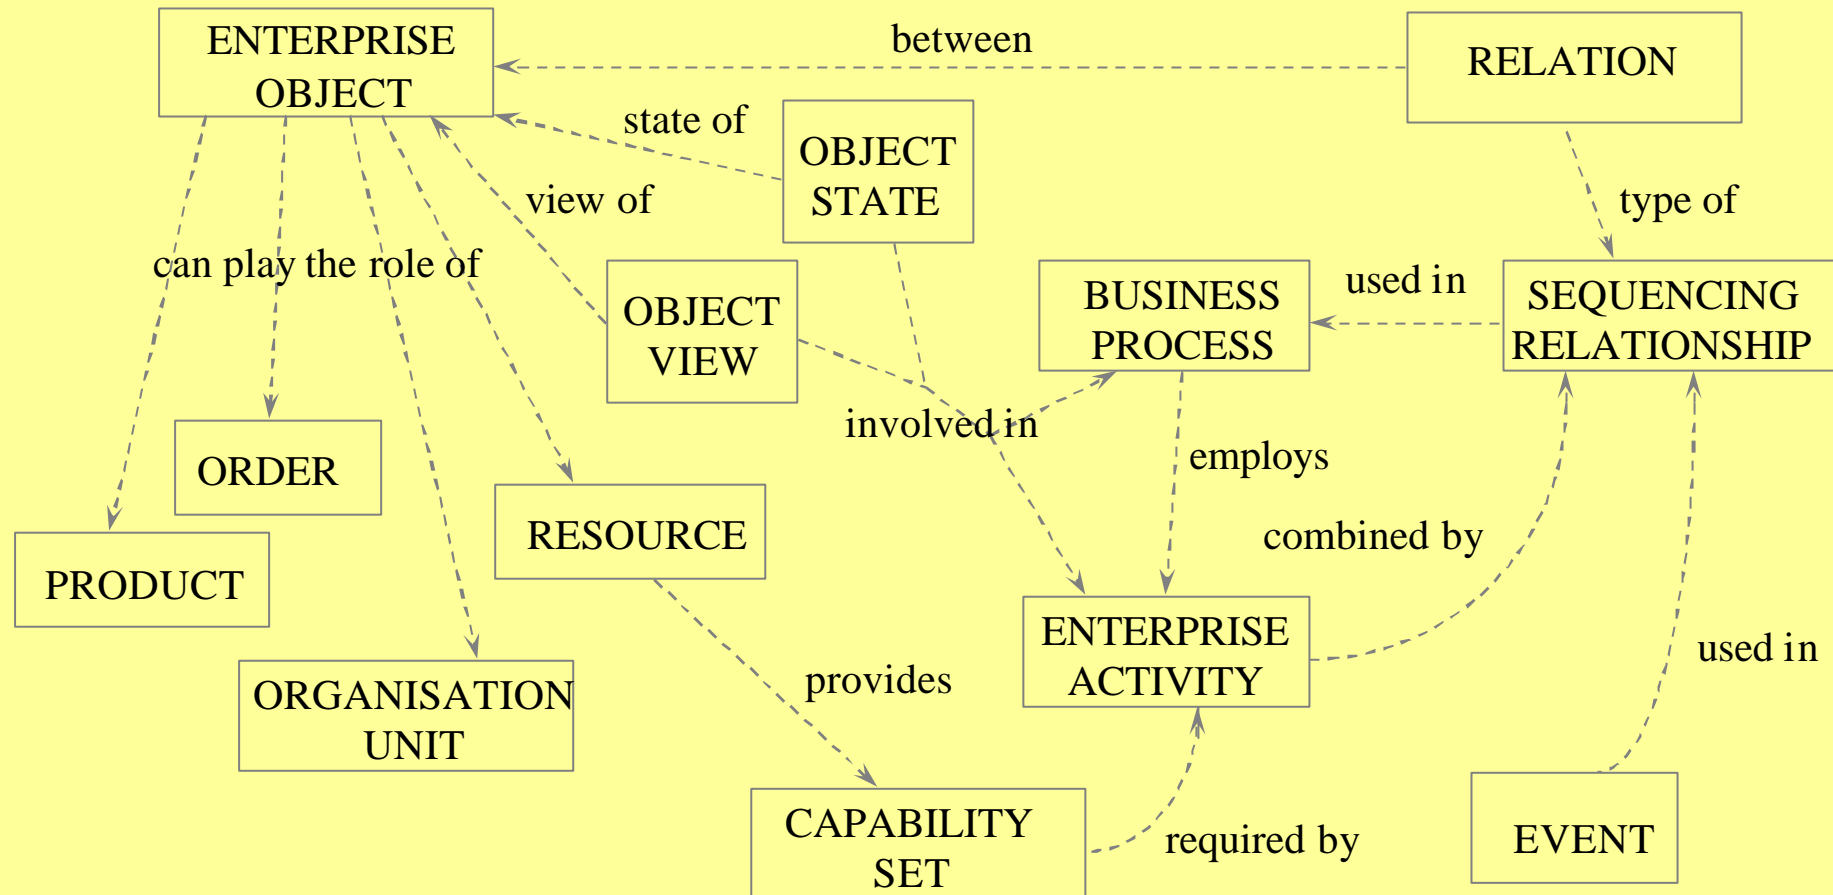 ENTERPRISE
OBJECT
between
RELATION
state of
OBJECT
STATE
view of
type of
can play the role of
OBJECT
VIEW
BUSINESS
PROCESS
used in
SEQUENCING
RELATIONSHIP
involved in
employs
ORDER
RESOURCE
combined by
PRODUCT
ENTERPRISE
ACTIVITY
used in
ORGANISATION
UNIT
provides
CAPABILITY
SET
required by
EVENT